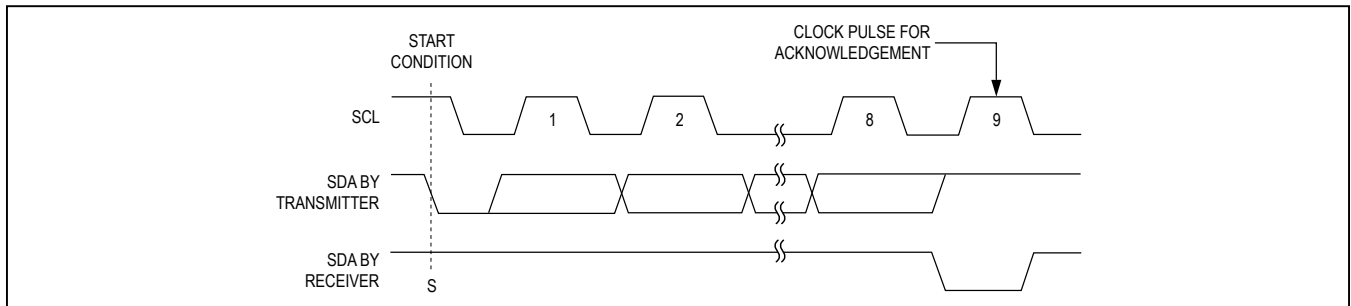 START
CONDITION
CLOCK PULSE FOR
ACKNOWLEDGEMENT
SCL
1
2
8
9
SDA BY
TRANSMITTER
SDA BY
RECEIVER
S